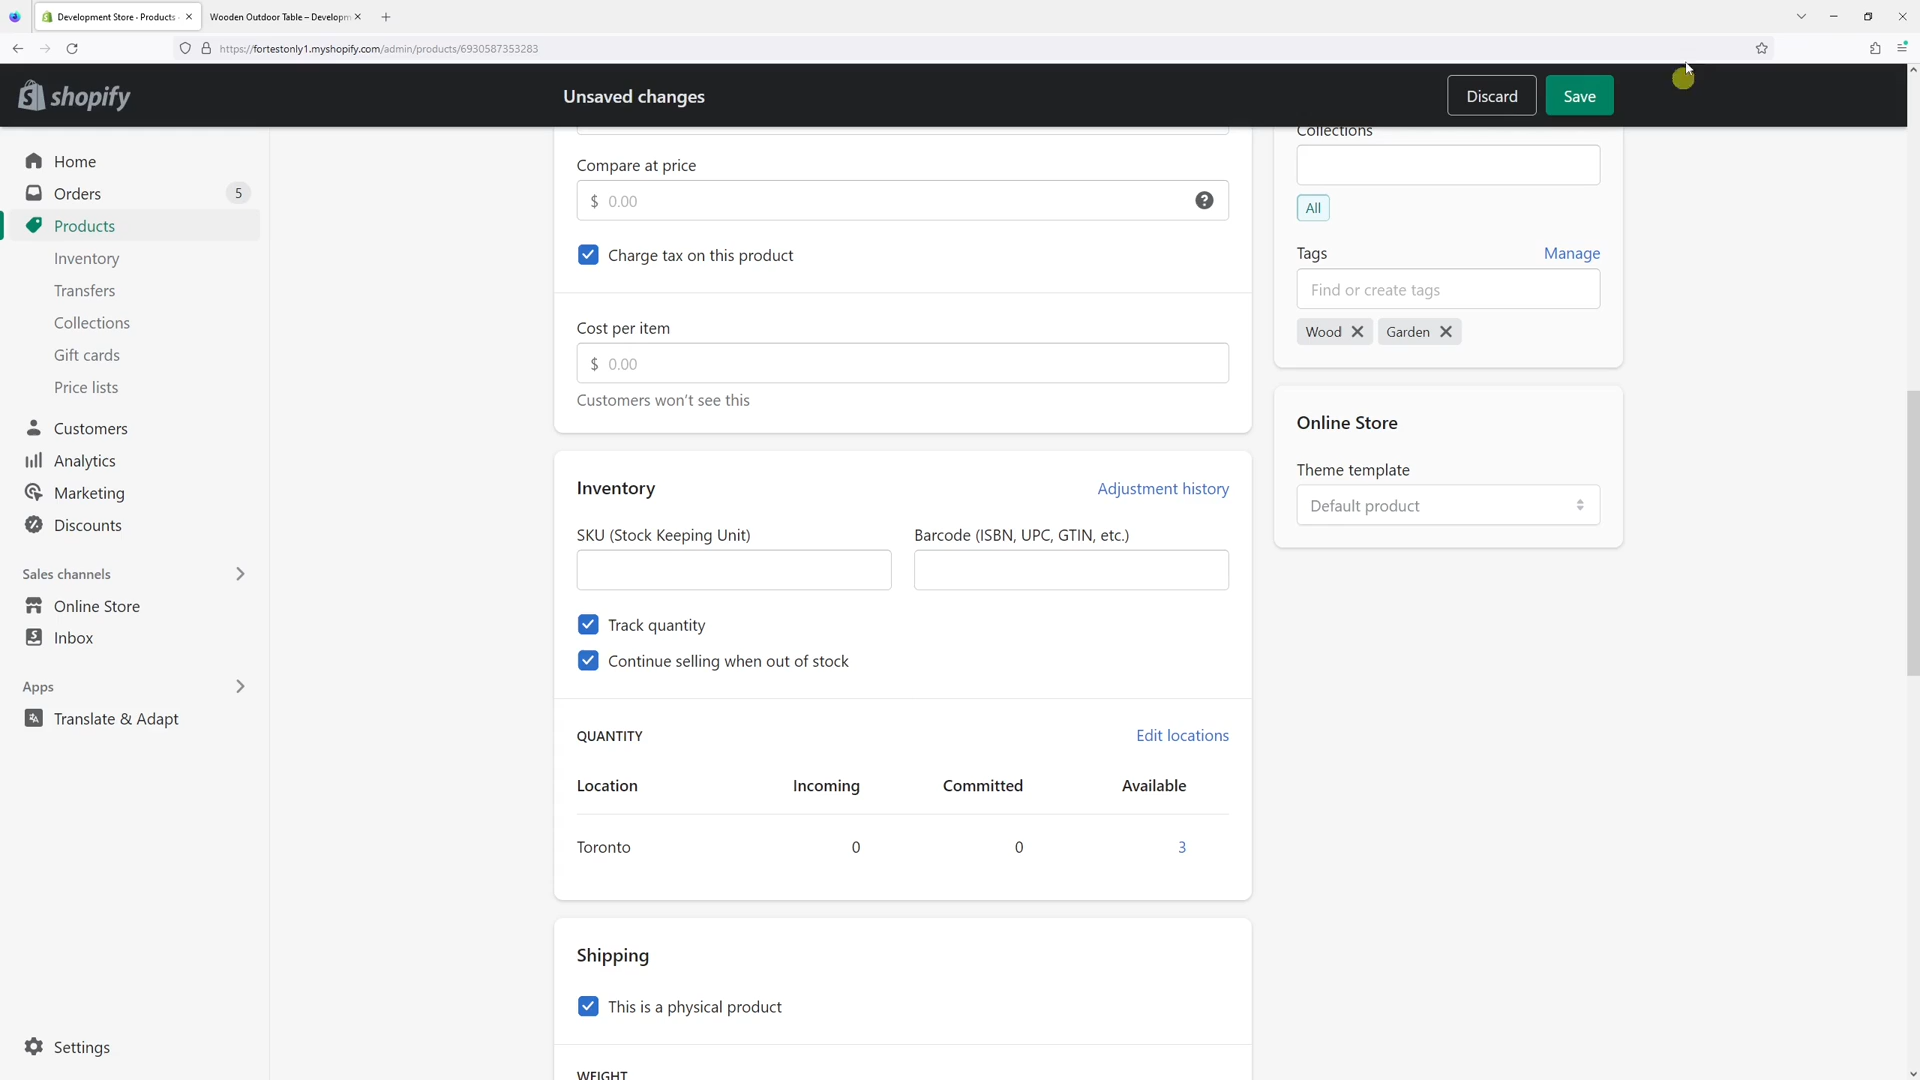 Development Store · Products ·
Wooden Outdoor Table – Developm
https://fortestonly1.myshopify.com/admin/products/6930587353283
shopify
Unsaved changes
Discard
Save
Home
Orders
5
Products
Inventory
Transfers
Collections
Gift cards
Price lists
Customers
Analytics
Marketing
Discounts
Sales channels
Online Store
Inbox
Apps
Translate & Adapt
Settings
Compare at price
$ 0.00
Charge tax on this product
Cost per item
$ 0.00
Customers won't see this
Inventory
Adjustment history
SKU (Stock Keeping Unit)
Barcode (ISBN, UPC, GTIN, etc.)
Track quantity
Continue selling when out of stock
QUANTITY
Edit locations
Location Incoming Committed Available
Toronto 0 0 3
Shipping
This is a physical product
WEIGHT
Collections
All
Tags
Manage
Find or create tags
Wood
Garden
Online Store
Theme template
Default product